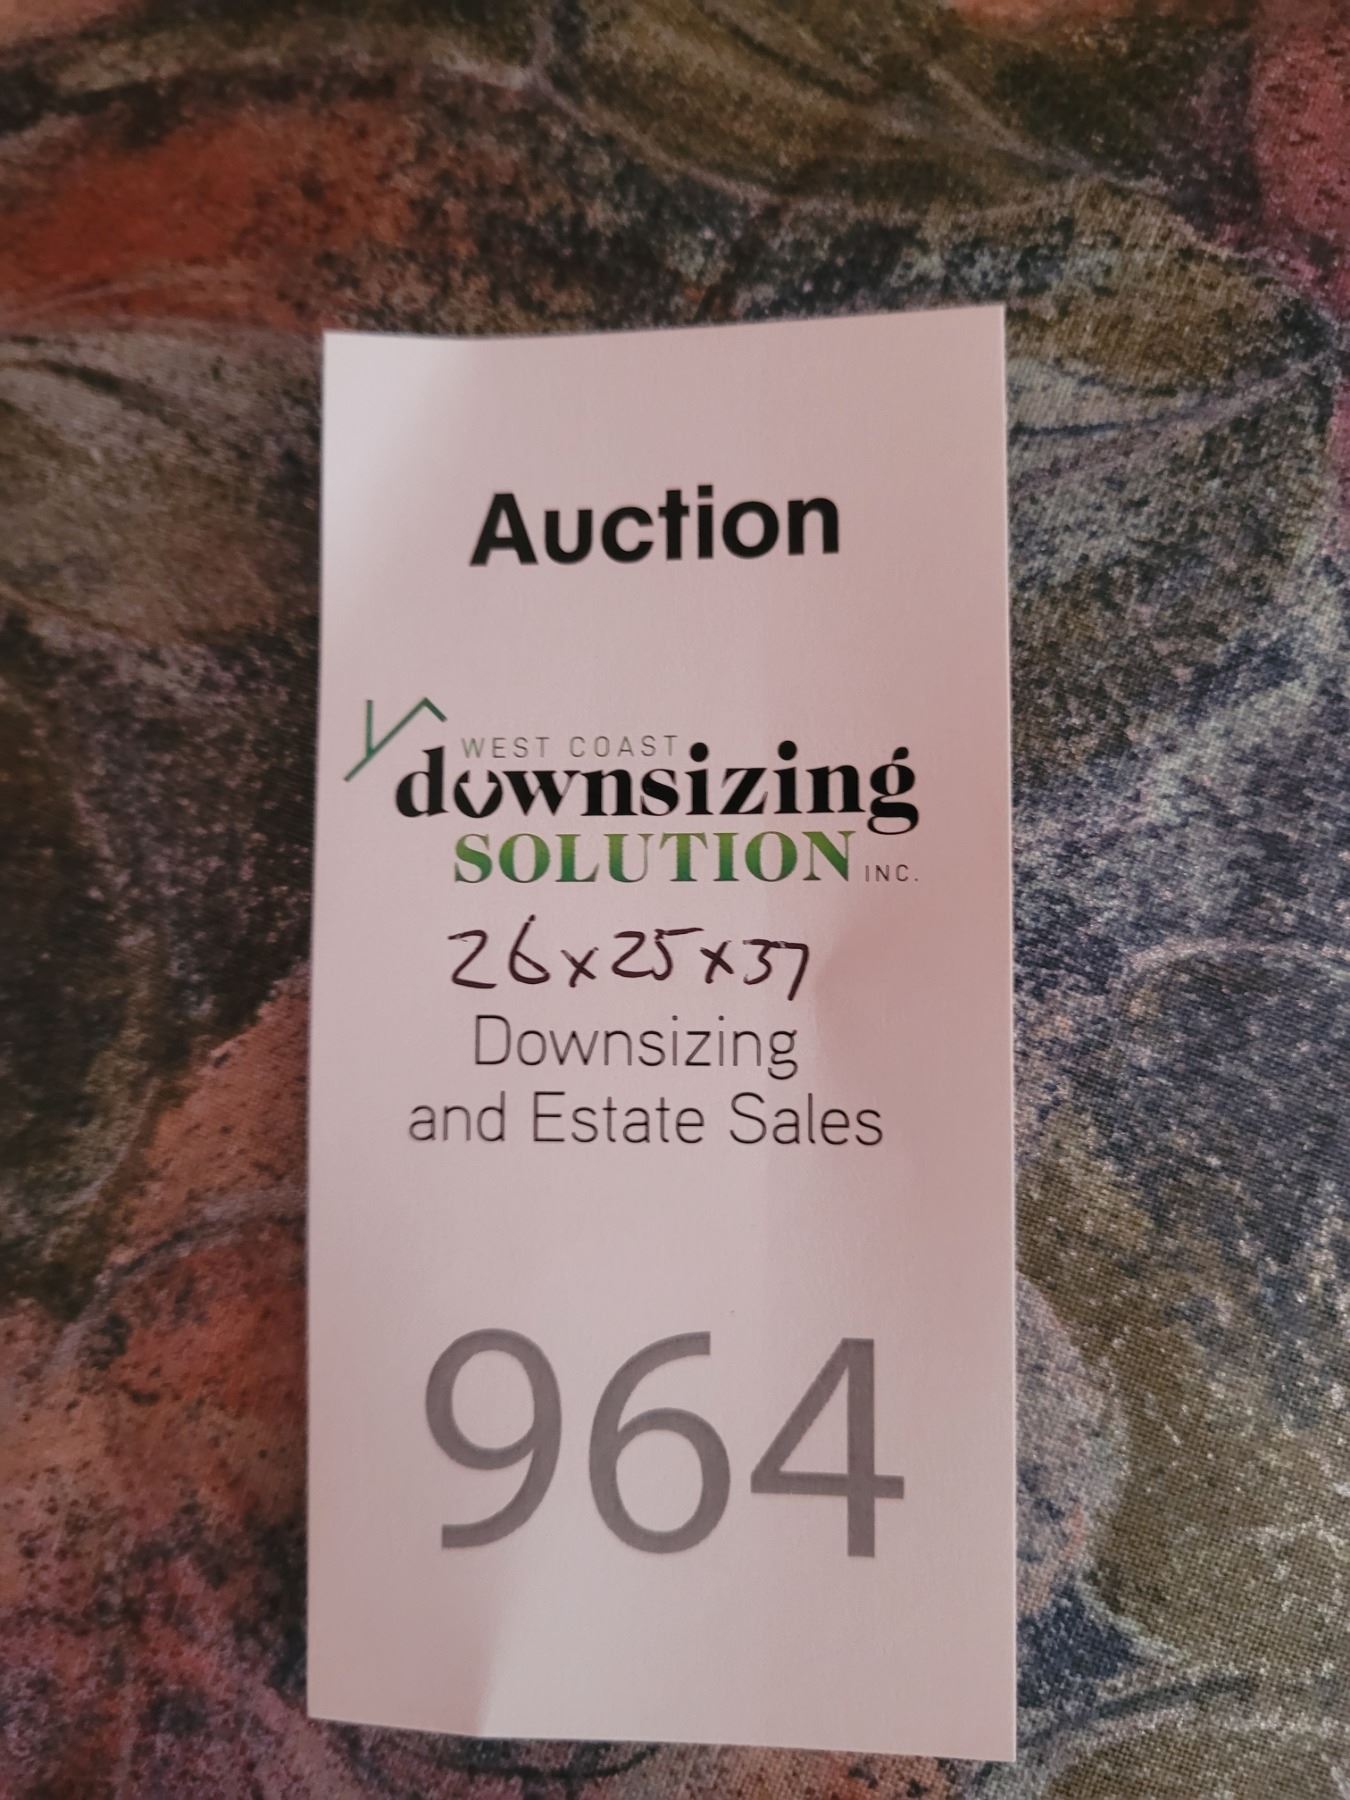 Auction
WEST COAST
downsizing
SOLUTION INC.
26x25x37
Downsizing
and Estate Sales
964